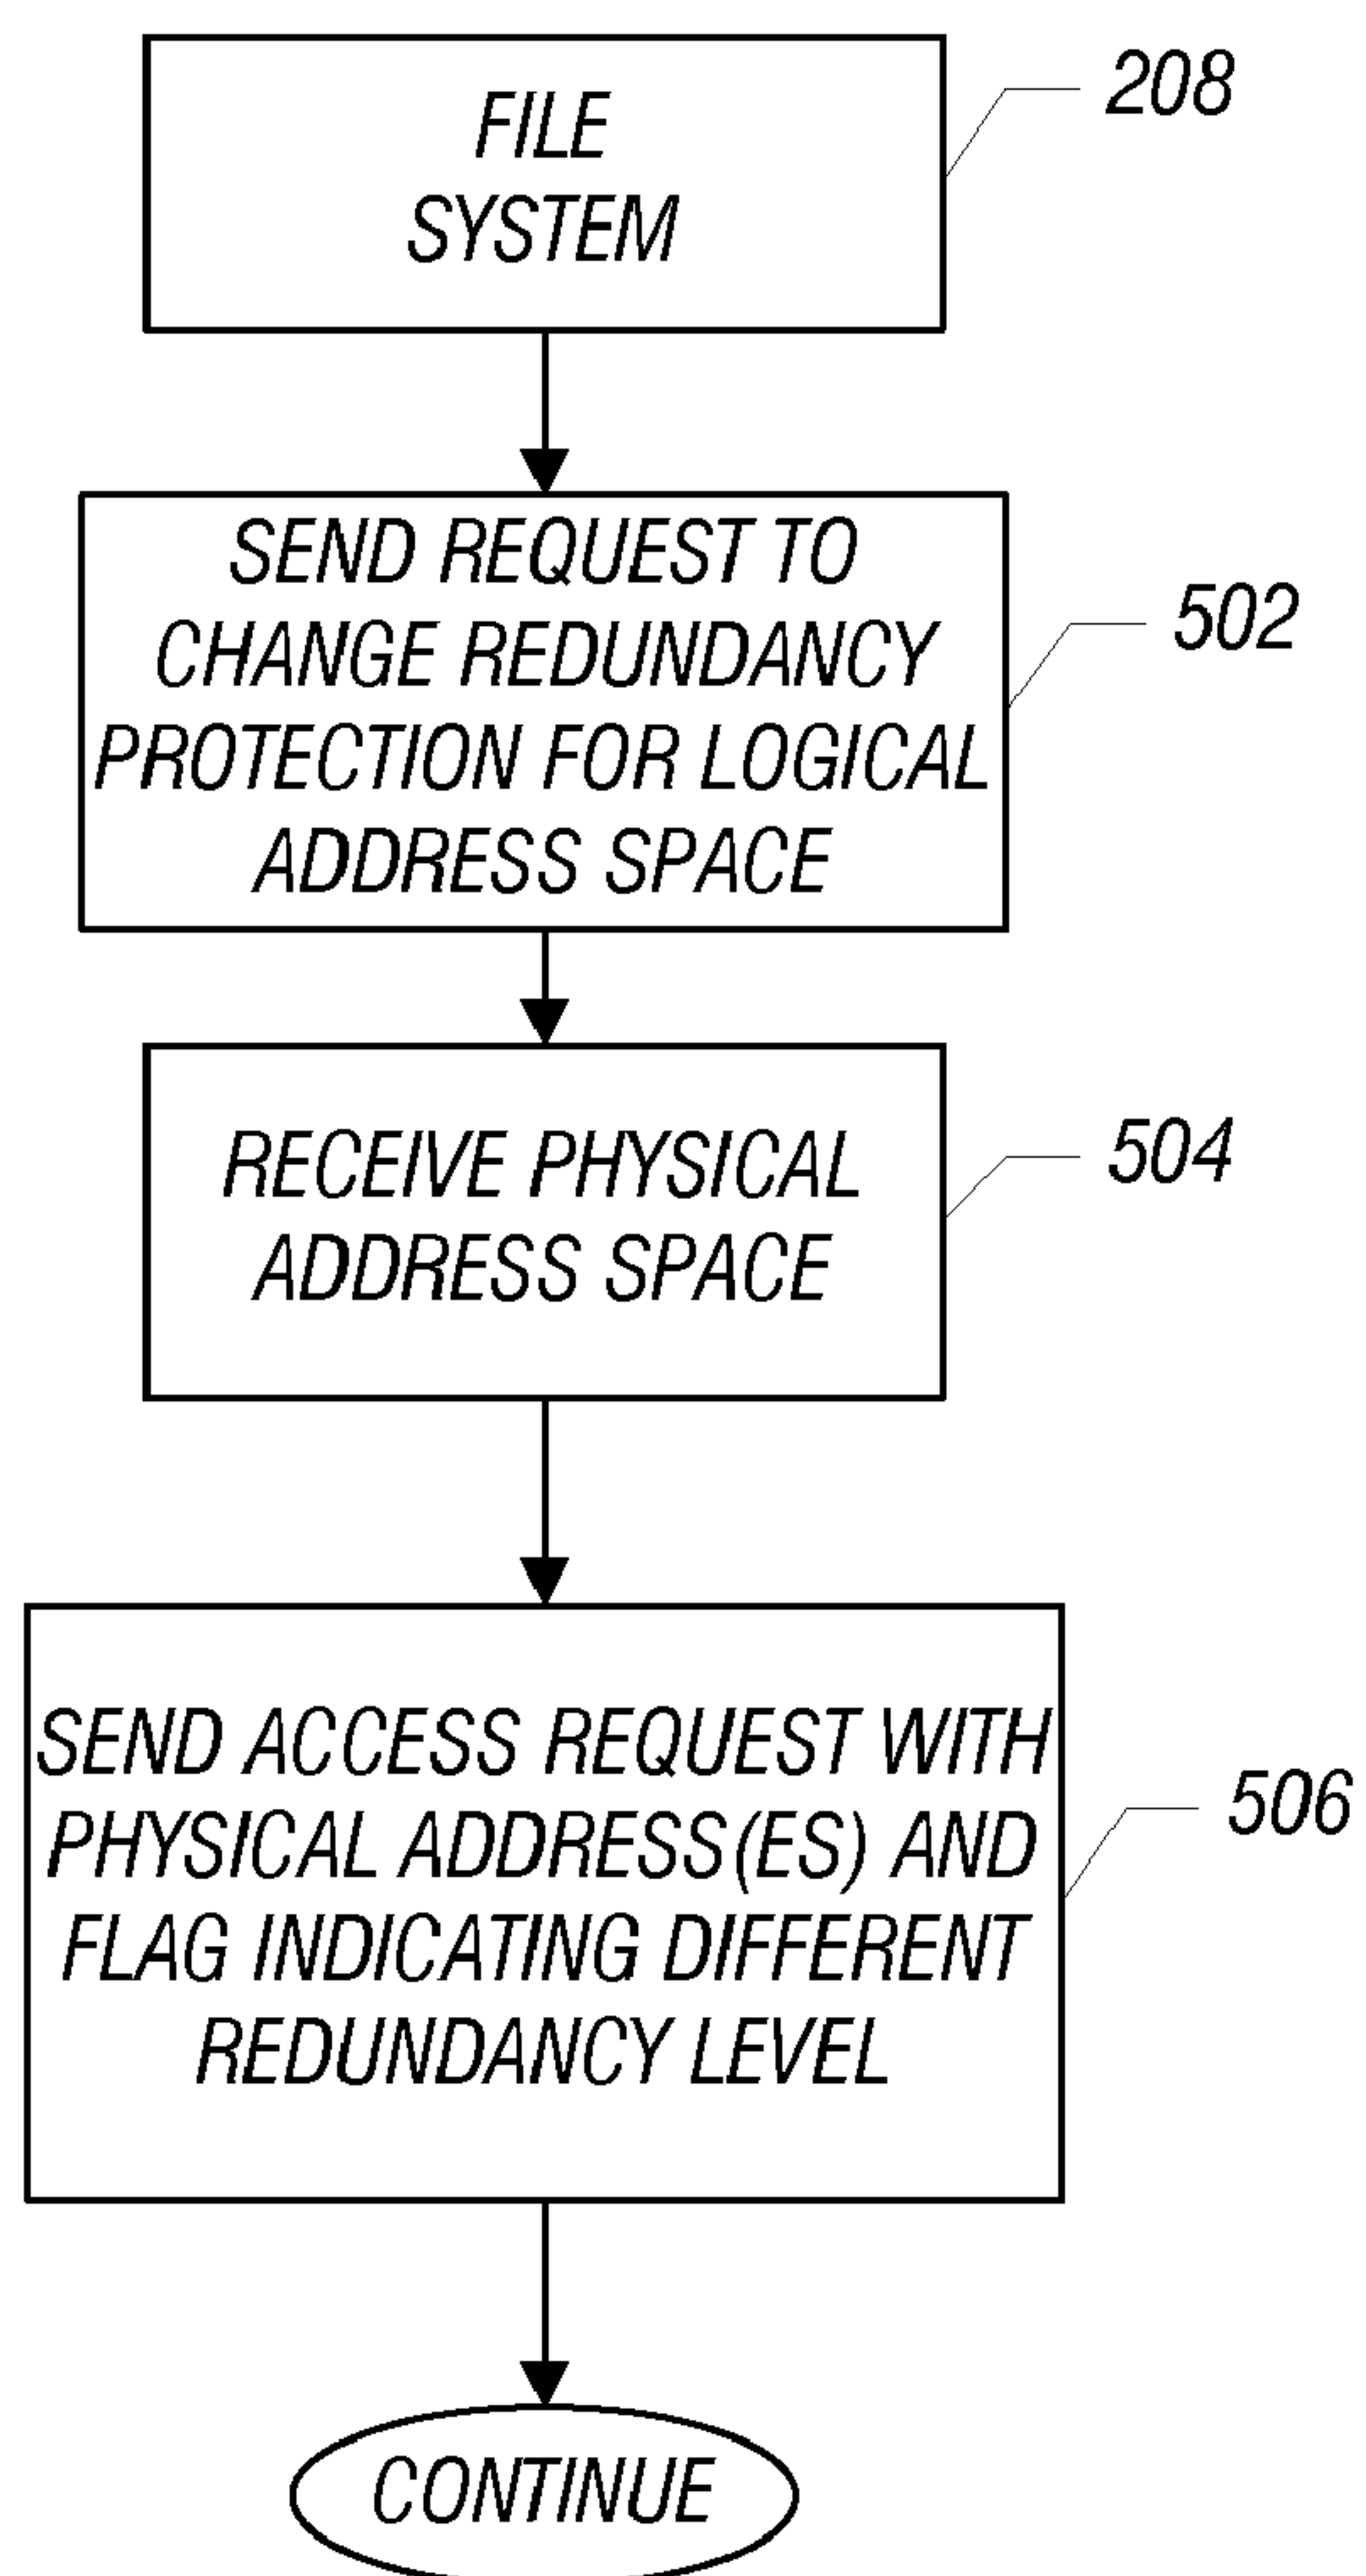 FILE
SYSTEM
208
SEND REQUEST TO
CHANGE REDUNDANCY
PROTECTION FOR LOGICAL
ADDRESS SPACE
502
RECEIVE PHYSICAL
ADDRESS SPACE
504
SEND ACCESS REQUEST WITH
PHYSICAL ADDRESS(ES) AND
FLAG INDICATING DIFFERENT
REDUNDANCY LEVEL
506
CONTINUE